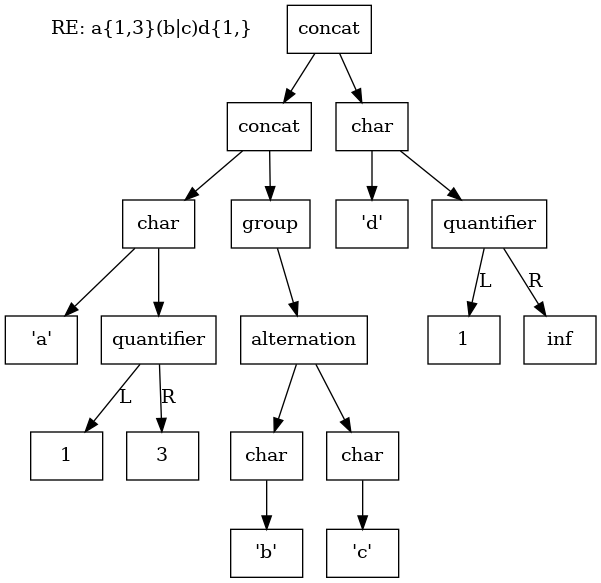 RE: a{1,3}(b|c)d{1,}
concat
concat
char
char
group
'd'
quantifier
L
R
'a'
quantifier
alternation
1
inf
L
R
1
3
char
char
'b'
'c'